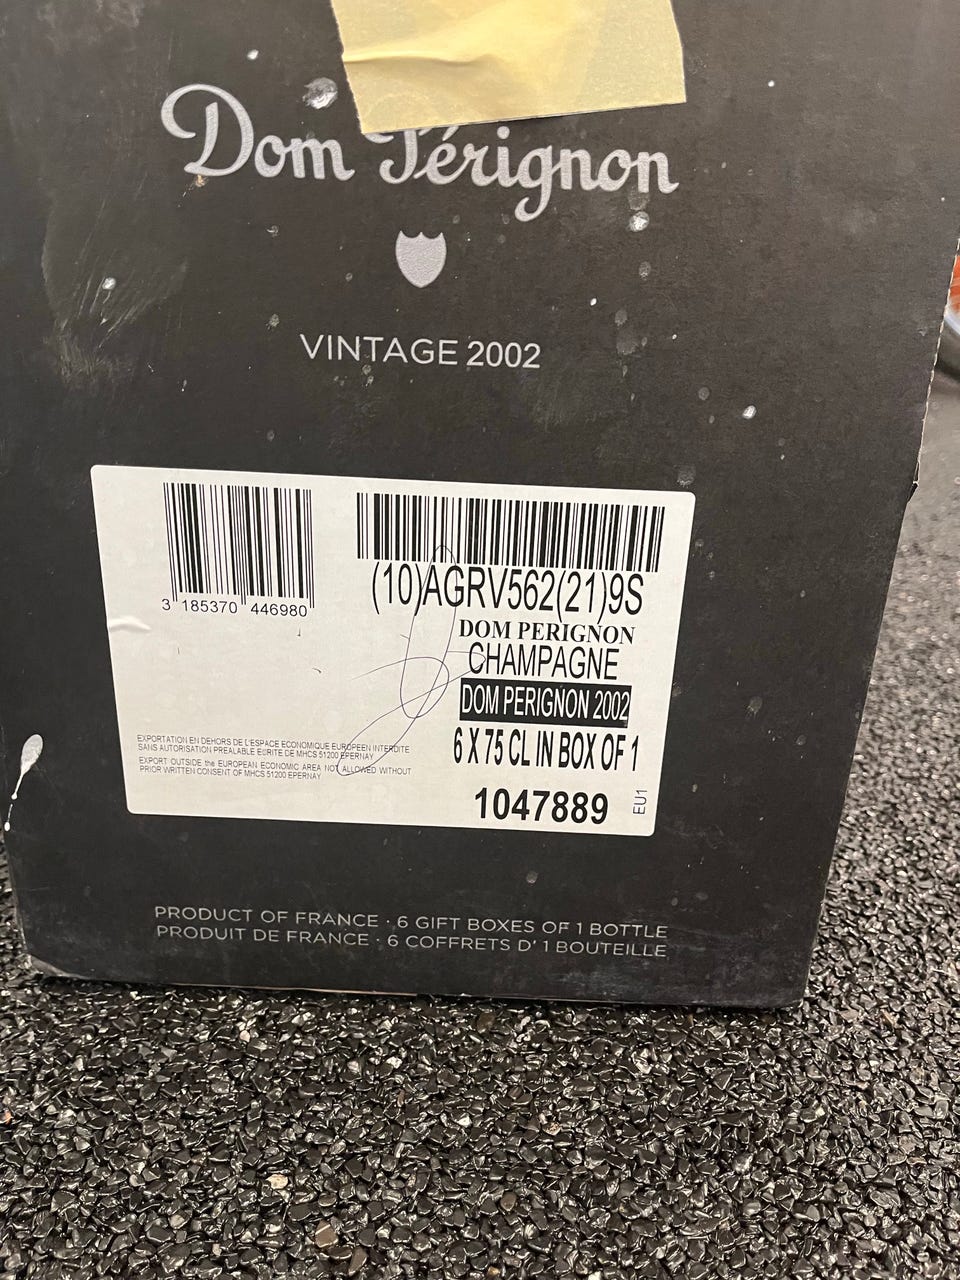 Dom Pérignon
VINTAGE 2002
3 185370 446980
(10)AGRV562(21)9S
DOM PERIGNON
CHAMPAGNE
DOM PERIGNON 2002
6 X 75 CL IN BOX OF 1
EXPORTATION EN DEHORS DE L'ESPACE ECONOMIQUE EUROPEEN INTERDITE
SANS AUTORISATION PREALABLE ECRITE DE MHCS 51200 EPERNAY
EXPORT OUTSIDE the EUROPEAN ECONOMIC AREA NOT ALLOWED WITHOUT
PRIOR WRITTEN CONSENT OF MHCS 51200 EPERNAY
1047889
EU1
PRODUCT OF FRANCE · 6 GIFT BOXES OF 1 BOTTLE
PRODUIT DE FRANCE · 6 COFFRETS D' 1 BOUTEILLE